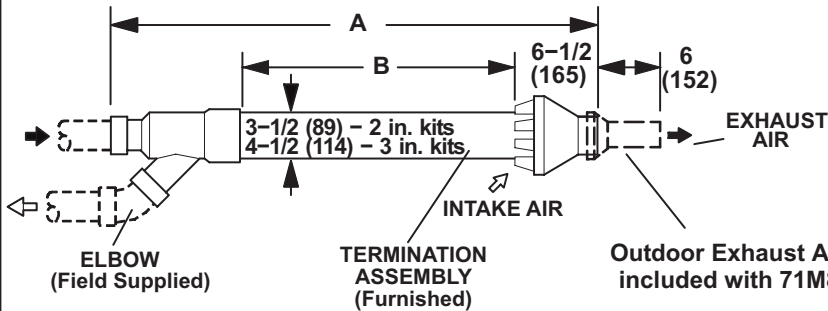 A
B
6−1/2
(165)
6
(152)
3−1/2 (89) − 2 in. kits
4−1/2 (114) − 3 in. kits
EXHAUST
AIR
INTAKE AIR
ELBOW
(Field Supplied)
TERMINATION
ASSEMBLY
(Furnished)
Outdoor Exhaust
included with